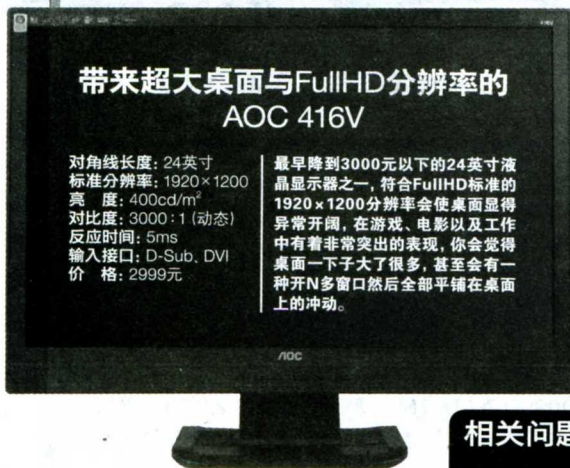 带来超大桌面与FullHD分辨率的
AOC 416V
对角线长度：24英寸
标准分辨率：1920×1200
亮　度：400cd/m²
对比度：3000:1 (动态)
反应时间：5ms
输入接口：D-Sub、DVI
价　格：2999元
最早降到3000元以下的24英寸液
晶显示器之一，符合FullHD标准的
1920×1200分辨率会使桌面显得
异常开阔，在游戏、电影以及工作
中有着非常突出的表现，你会觉得
桌面一下子大了很多，甚至会有一
种开N多窗口然后全部平铺在桌面
上的冲动。
AOC
相关问题